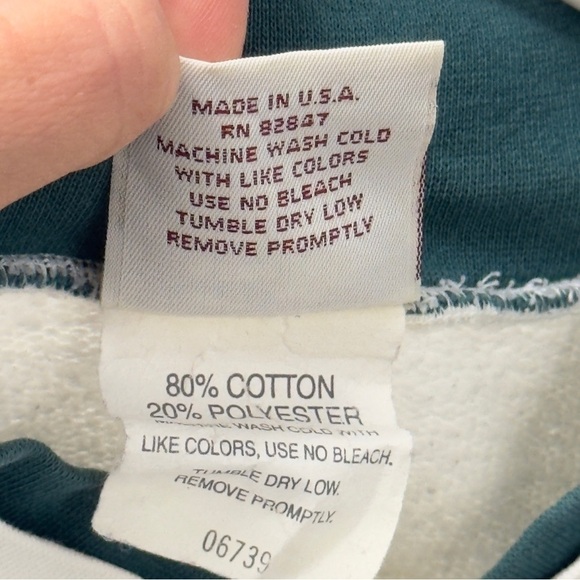 MADE IN U.S.A.
RN 82847
MACHINE WASH COLD
WITH LIKE COLORS
USE NO BLEACH
TUMBLE DRY LOW
REMOVE PROMPTLY
80% COTTON
20% POLYESTER
WASH COLD WITH
LIKE COLORS, USE NO BLEACH.
TUMBLE DRY LOW.
REMOVE PROMPTLY.
06739